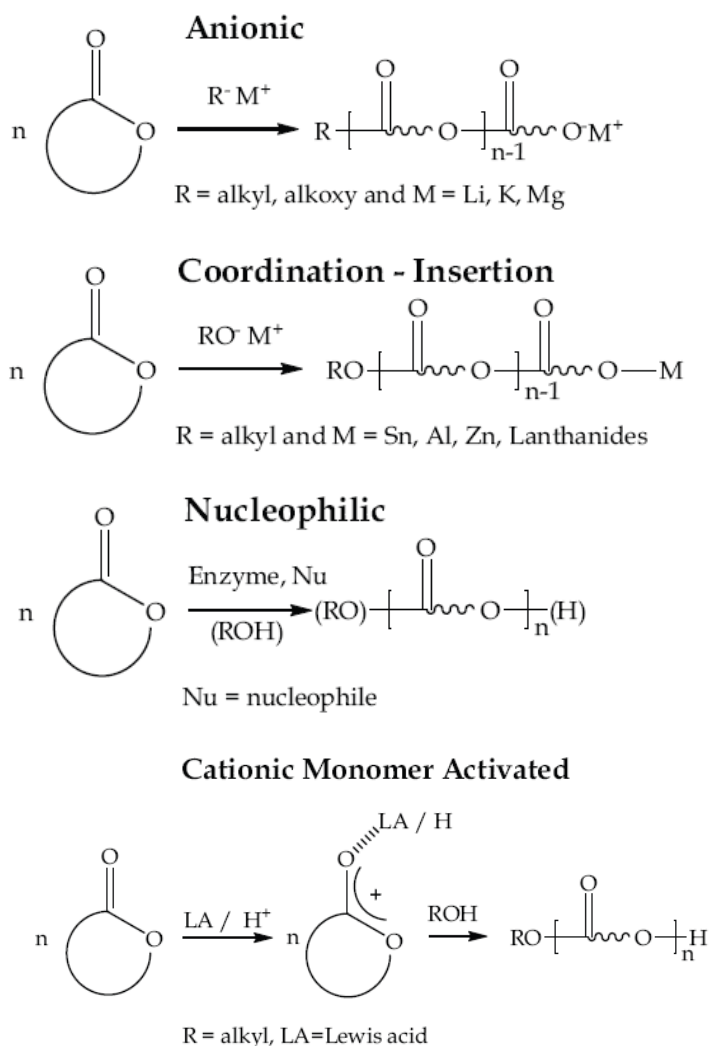 Anionic
O
n
O
R⁻ M⁺
R
O
O
O
n-1
O⁻M⁺
R = alkyl, alkoxy and M = Li, K, Mg
Coordination - Insertion
O
n
O
RO⁻ M⁺
RO
O
O
O
n-1
O
M
R = alkyl and M = Sn, Al, Zn, Lanthanides
Nucleophilic
O
n
O
Enzyme, Nu
(ROH)
(RO)
O
O
n
(H)
Nu = nucleophile
Cationic Monomer Activated
O
n
O
LA / H⁺
LA / H
O
+
n
O
ROH
RO
O
O
n
H
R = alkyl, LA=Lewis acid